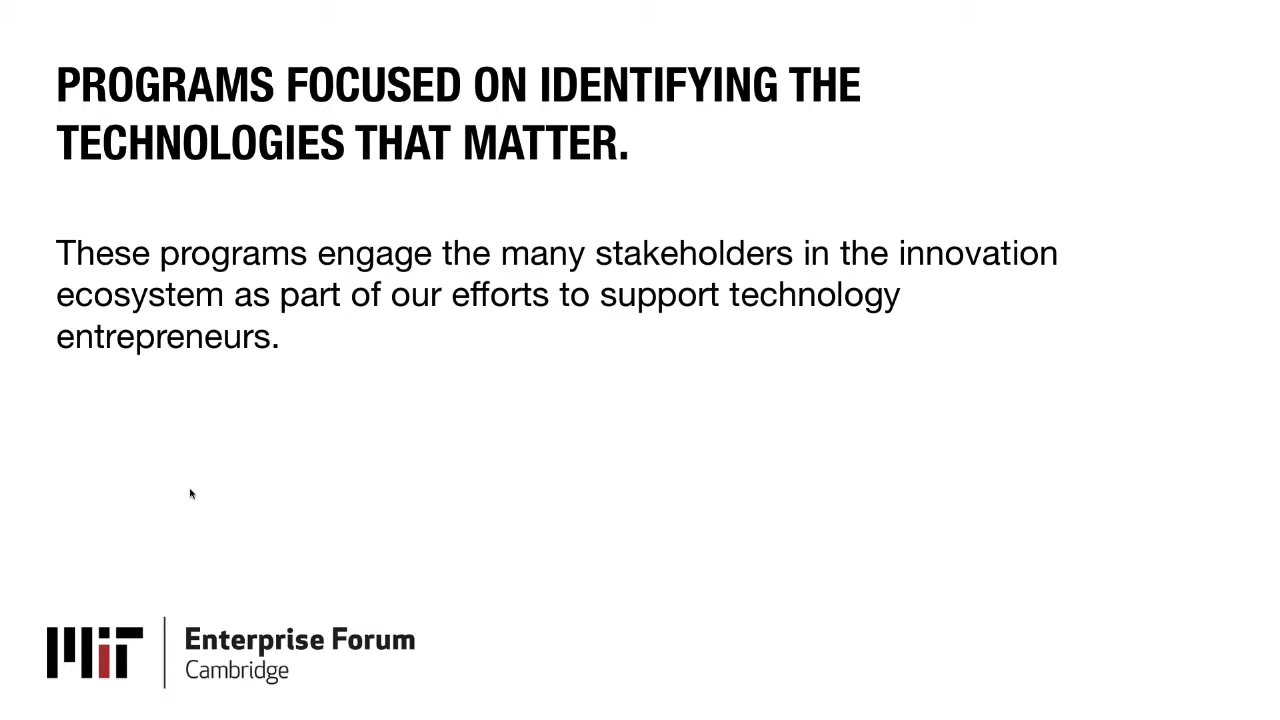 PROGRAMS FOCUSED ON IDENTIFYING THE
TECHNOLOGIES THAT MATTER.
These programs engage the many stakeholders in the innovation
ecosystem as part of our efforts to support technology
entrepreneurs.
MIT
Enterprise Forum
Cambridge